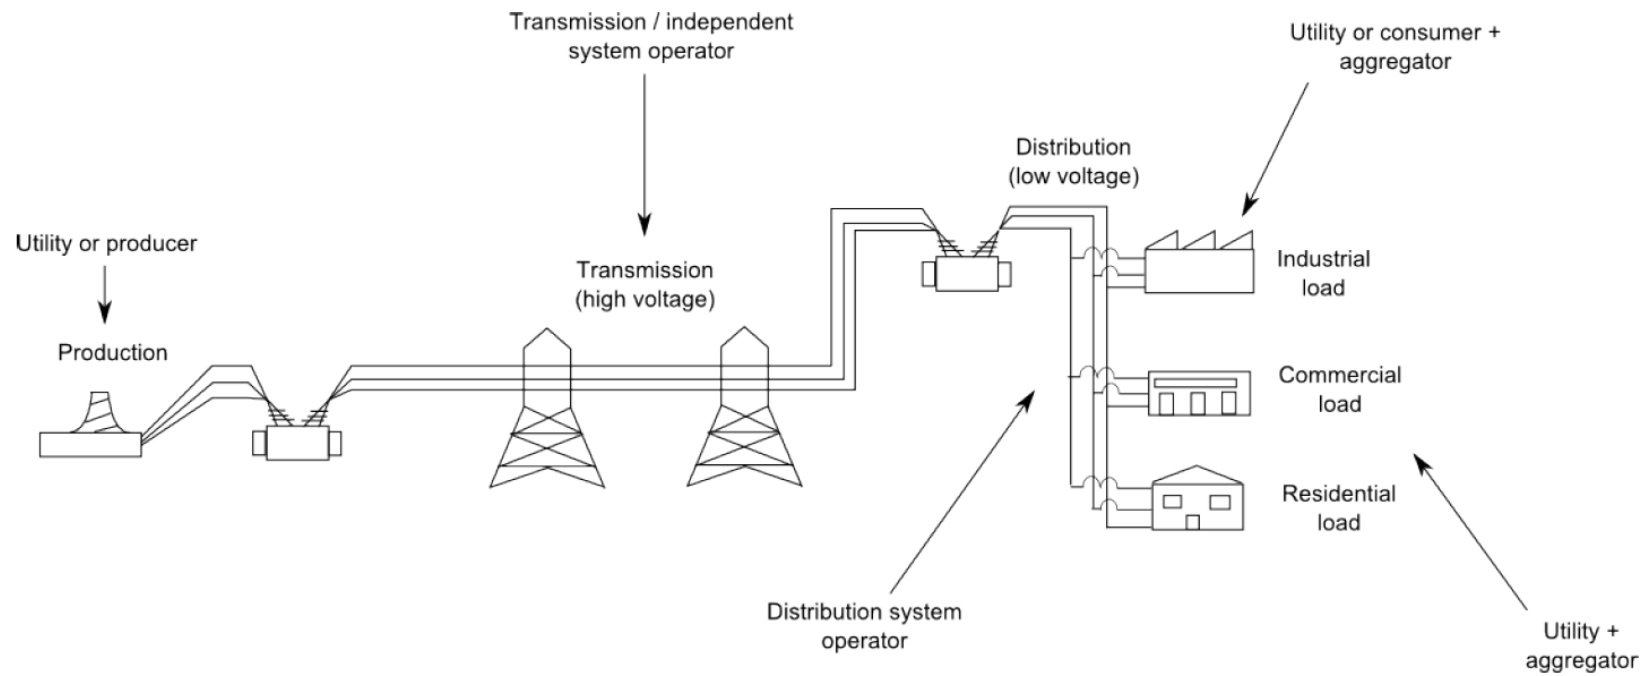 Transmission / independent
system operator
Utility or consumer +
aggregator
Distribution
(low voltage)
Utility or producer
Transmission
(high voltage)
Industrial
load
Production
Commercial
load
Residential
load
Distribution system
operator
Utility +
aggregator